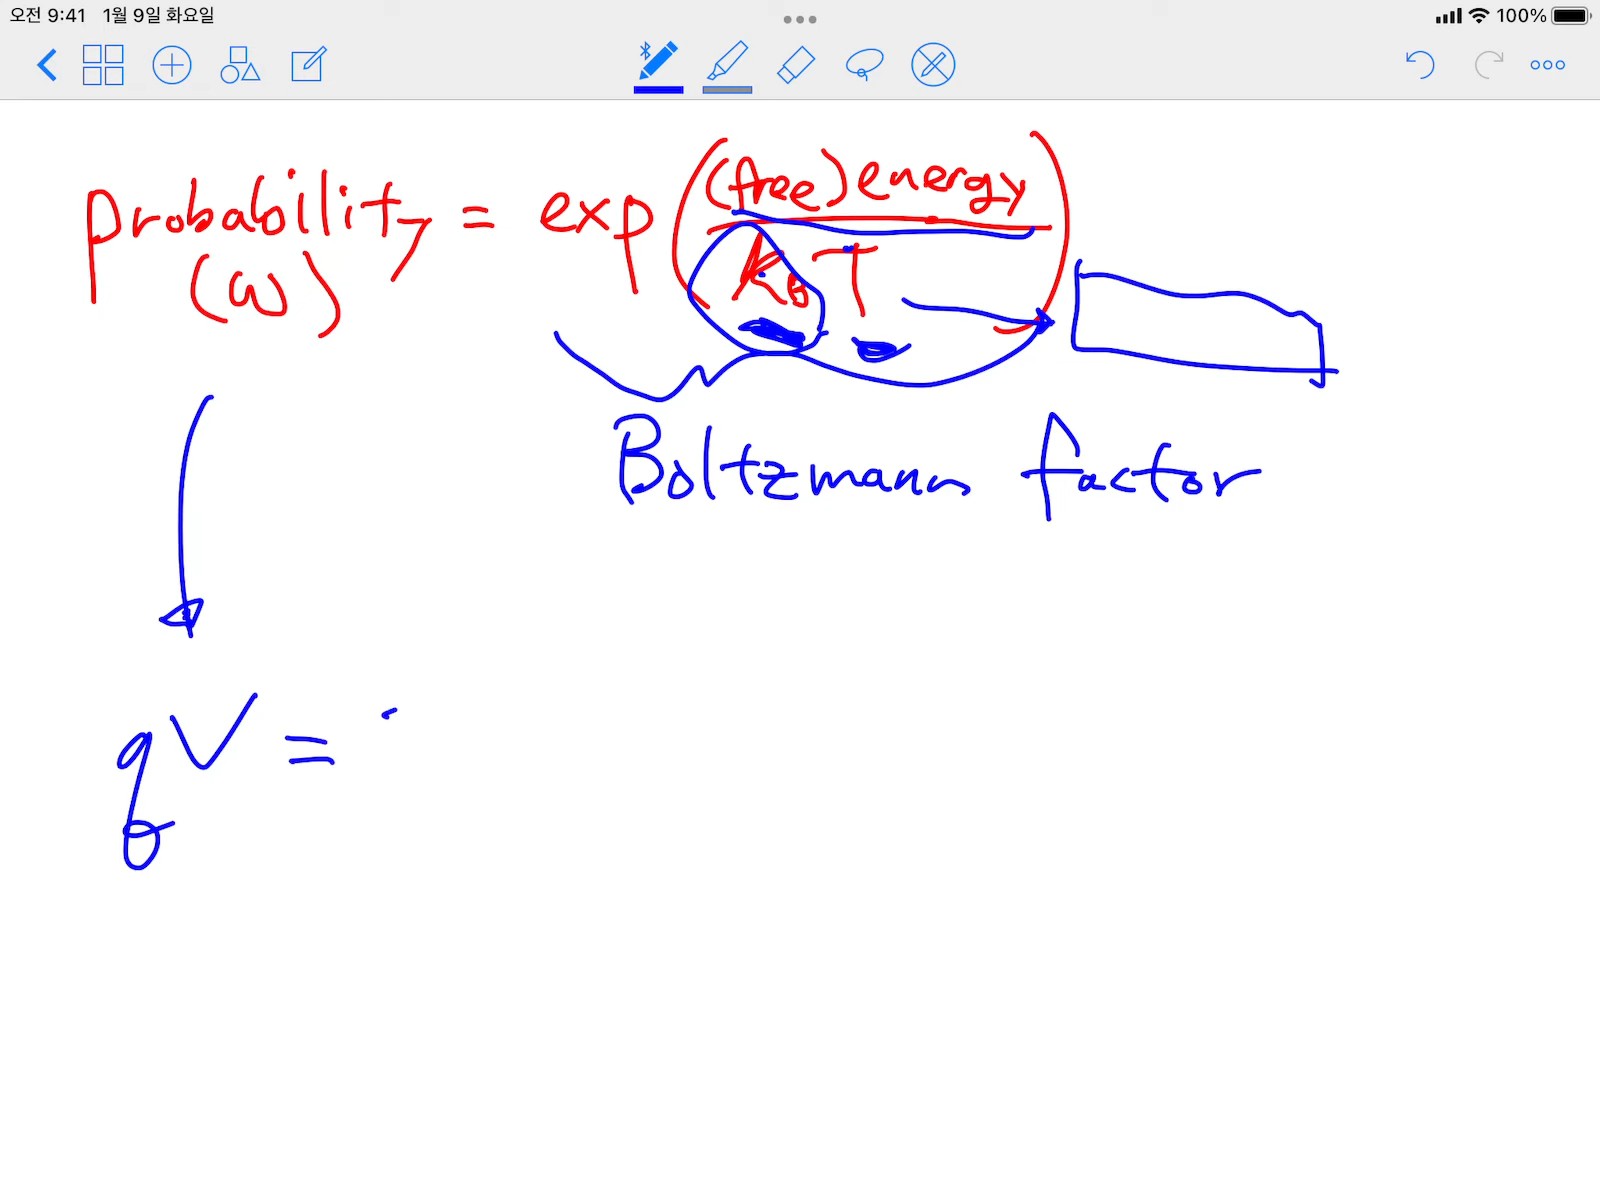 오전 9:41 1월 9일 화요일 100%
probability = exp ( (free) energy / k_B T )
(ω)
Boltzmann factor
qV =